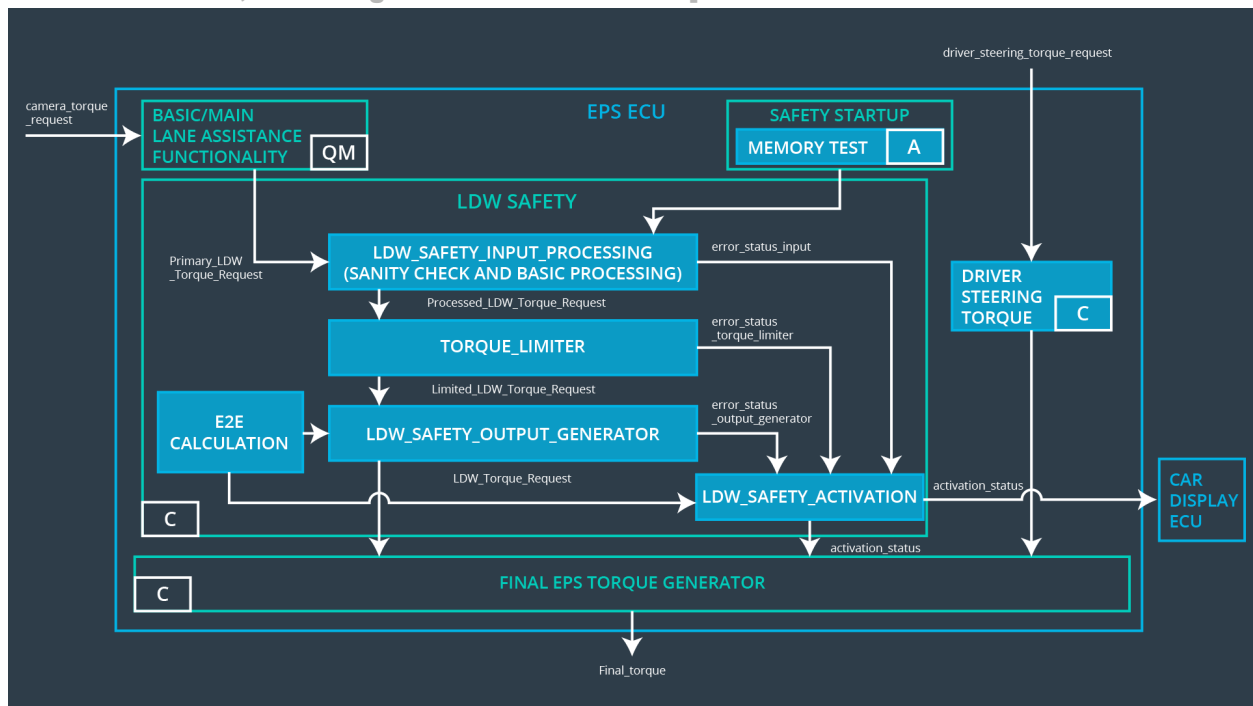 driver_steering_torque_request
camera_torque
_request
EPS ECU
BASIC/MAIN
LANE ASSISTANCE
FUNCTIONALITY
QM
SAFETY STARTUP
MEMORY TEST
A
LDW SAFETY
LDW_SAFETY_INPUT_PROCESSING
(SANITY CHECK AND BASIC PROCESSING)
error_status_input
Primary_LDW
_Torque_Request
Processed_LDW_Torque_Request
DRIVER
STEERING
TORQUE
C
TORQUE_LIMITER
error_status
_torque_limiter
Limited_LDW_Torque_Request
E2E
CALCULATION
LDW_SAFETY_OUTPUT_GENERATOR
error_status
_output_generator
LDW_Torque_Request
LDW_SAFETY_ACTIVATION
activation_status
CAR
DISPLAY
ECU
C
activation_status
FINAL EPS TORQUE GENERATOR
C
Final_torque